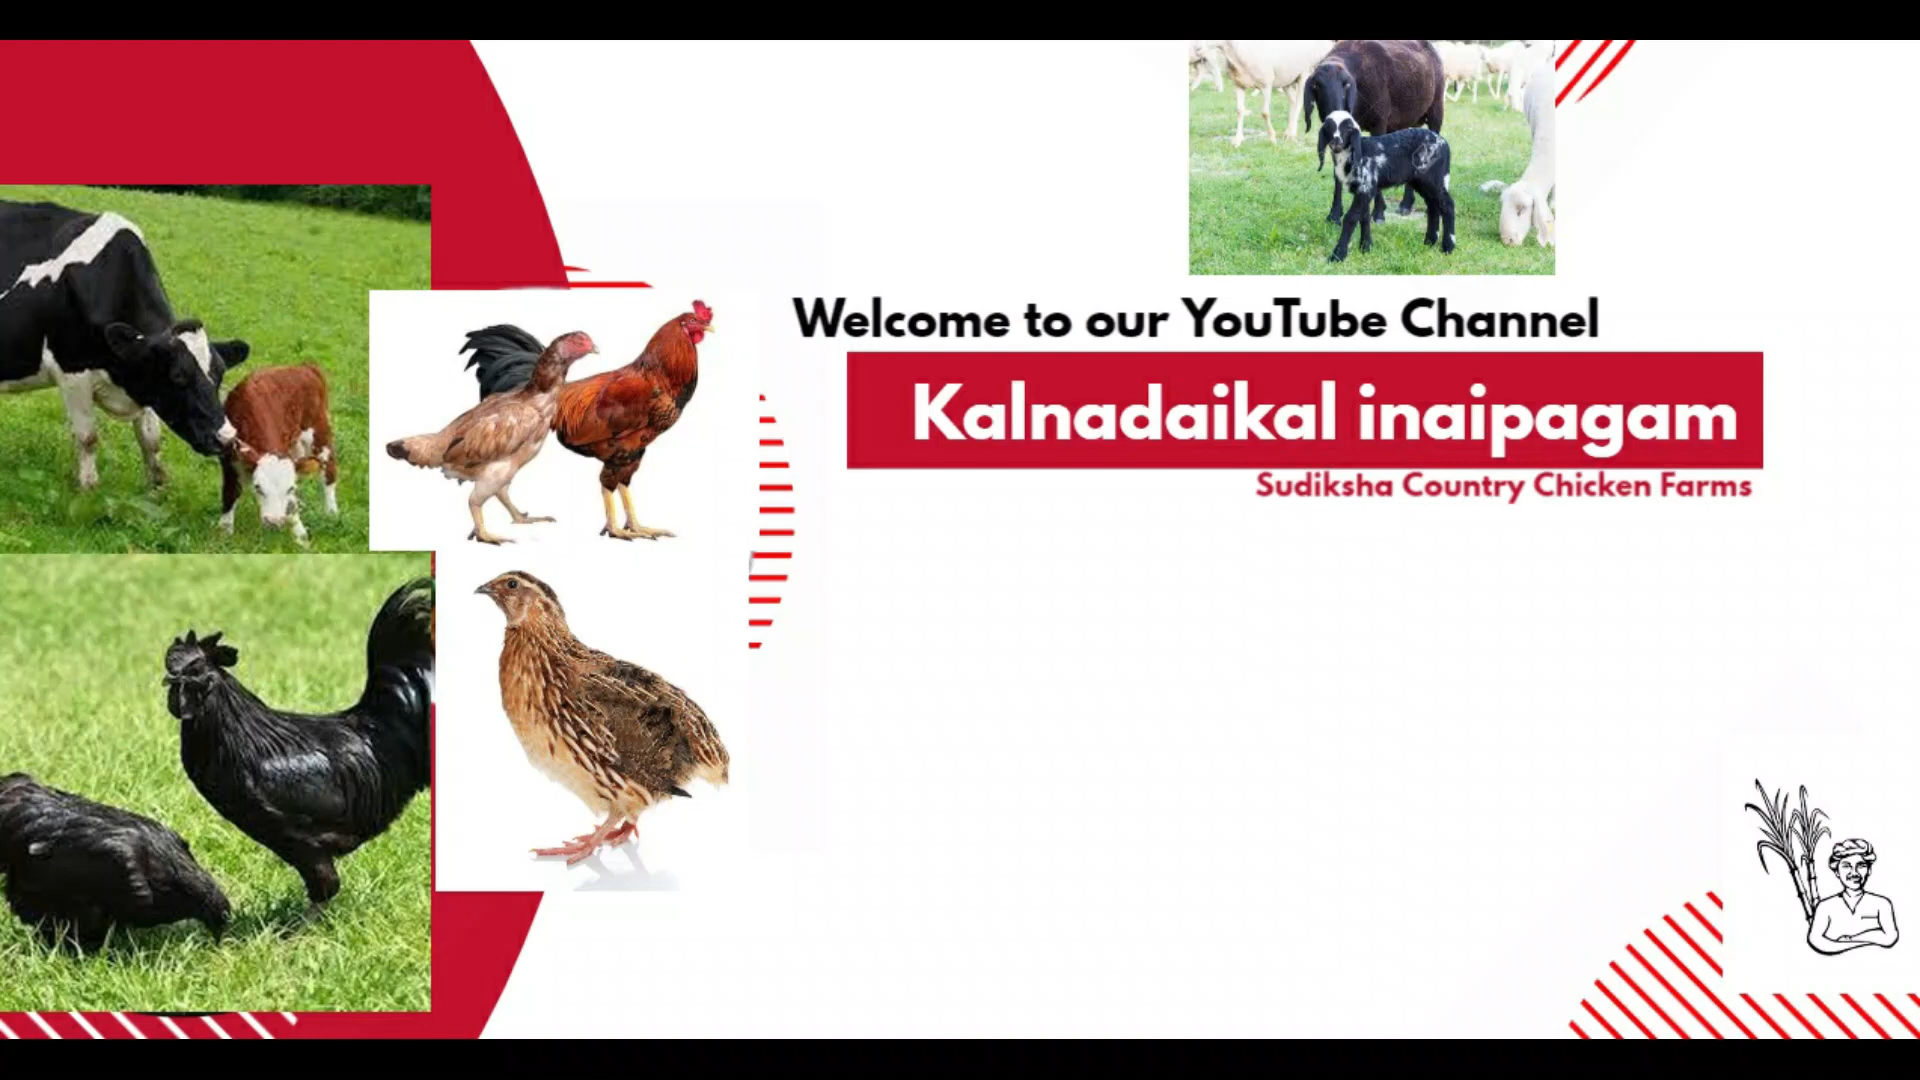 Welcome to our YouTube Channel
Kalnadaikal inaipagam
Sudiksha Country Chicken Farms